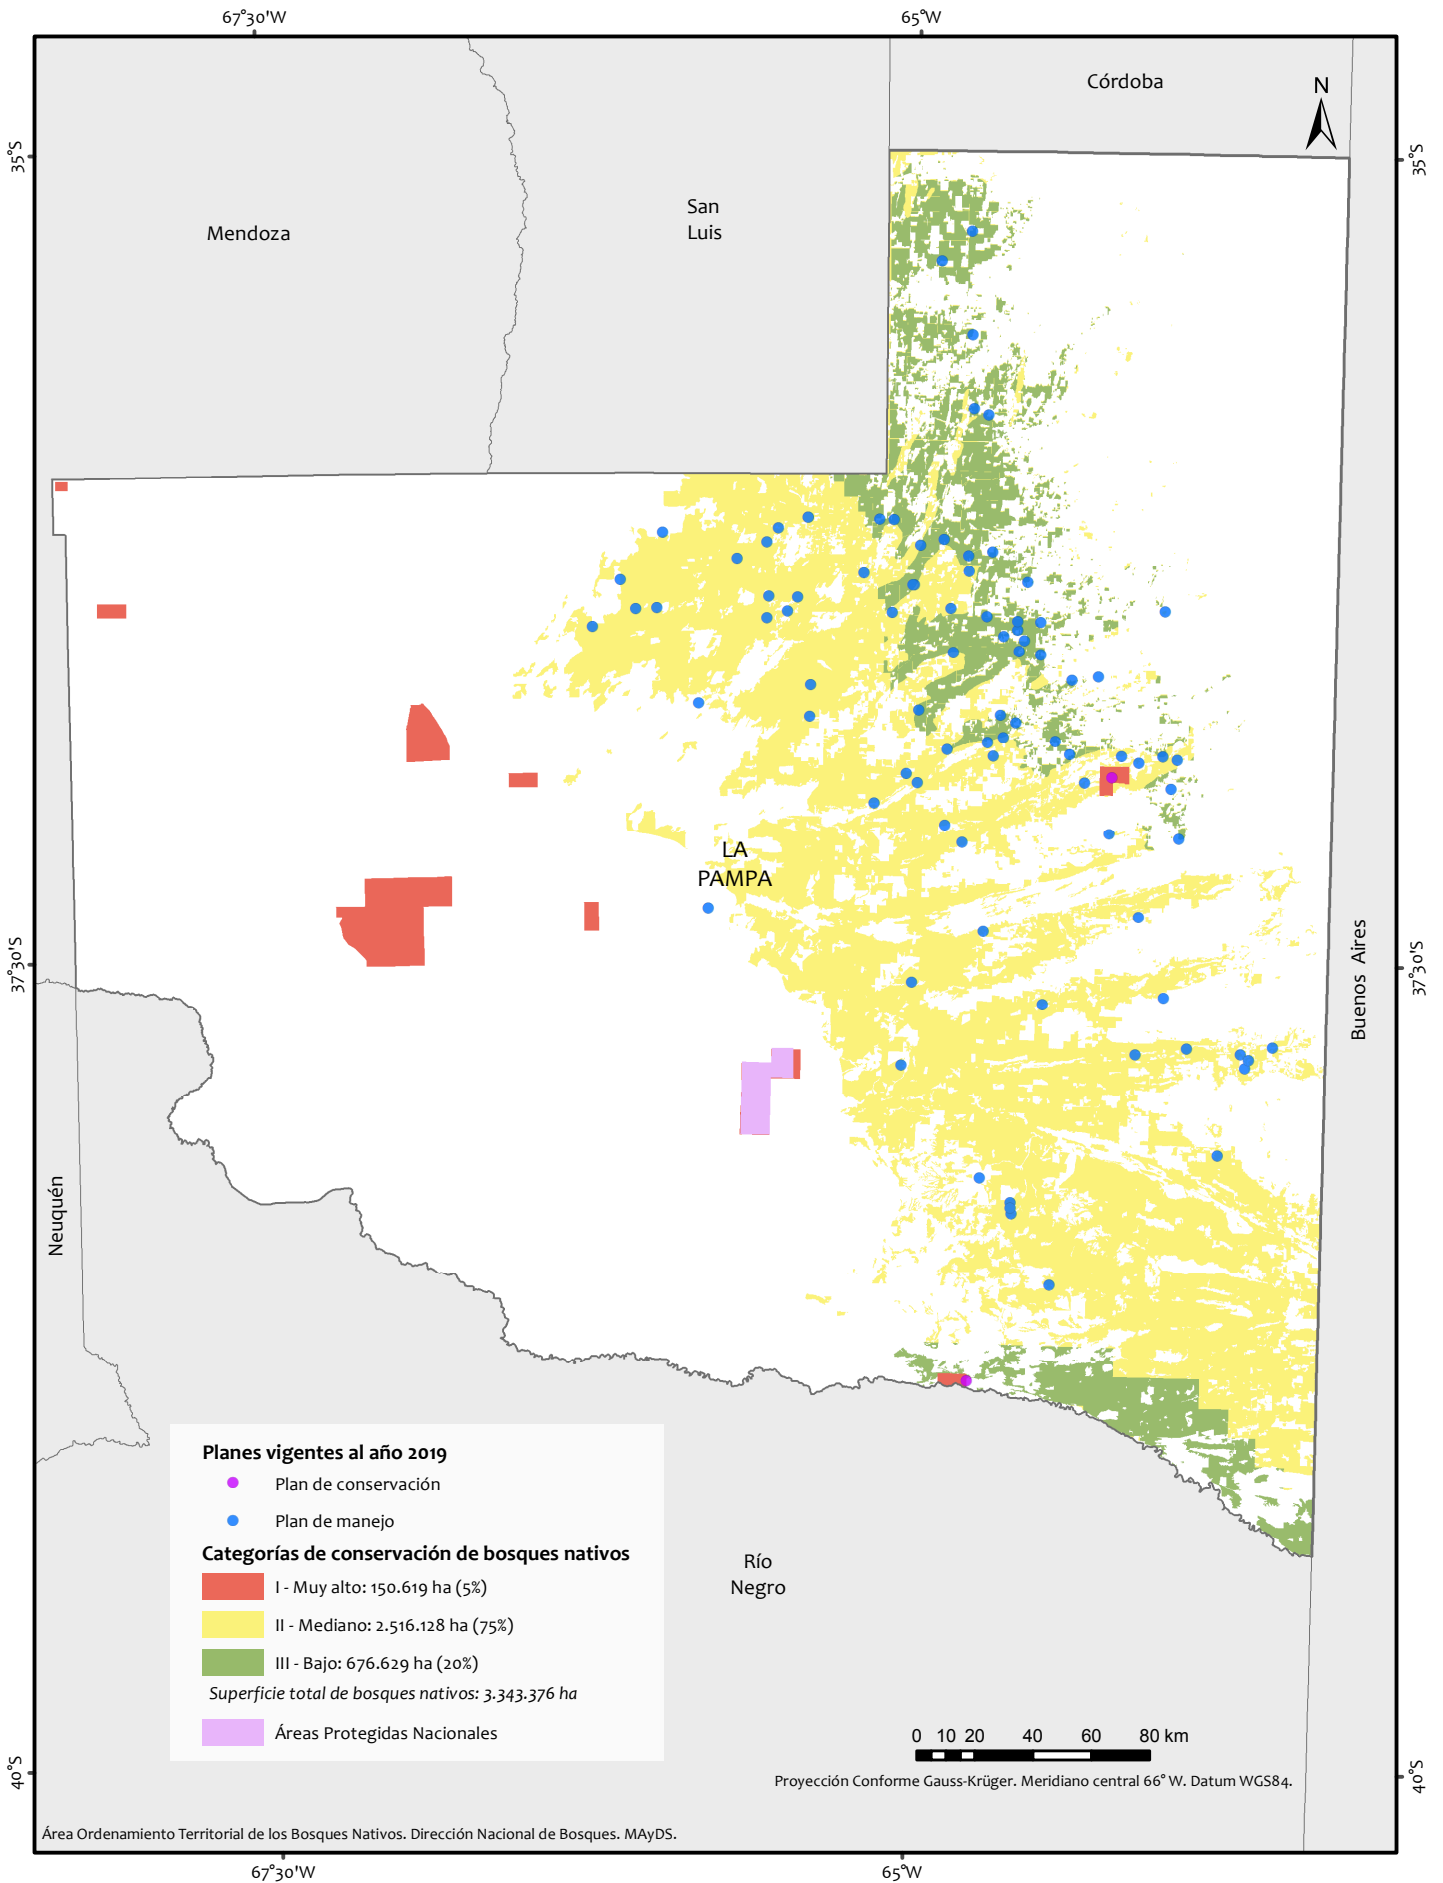 67°30'W
65°W
Córdoba
N
35°S
35°S
San
Luis
Mendoza
LA
PAMPA
37°30'S
37°30'S
Buenos Aires
Neuquén
Planes vigentes al año 2019
Plan de conservación
Plan de manejo
Categorías de conservación de bosques nativos
I - Muy alto: 150.619 ha (5%)
II - Mediano: 2.516.128 ha (75%)
III - Bajo: 676.629 ha (20%)
Superficie total de bosques nativos: 3.343.376 ha
Áreas Protegidas Nacionales
Río
Negro
0 10 20 40 60 80 km
Proyección Conforme Gauss-Krüger. Meridiano central 66° W. Datum WGS84.
40°S
40°S
Área Ordenamiento Territorial de los Bosques Nativos. Dirección Nacional de Bosques. MAyDS.
67°30'W
65°W